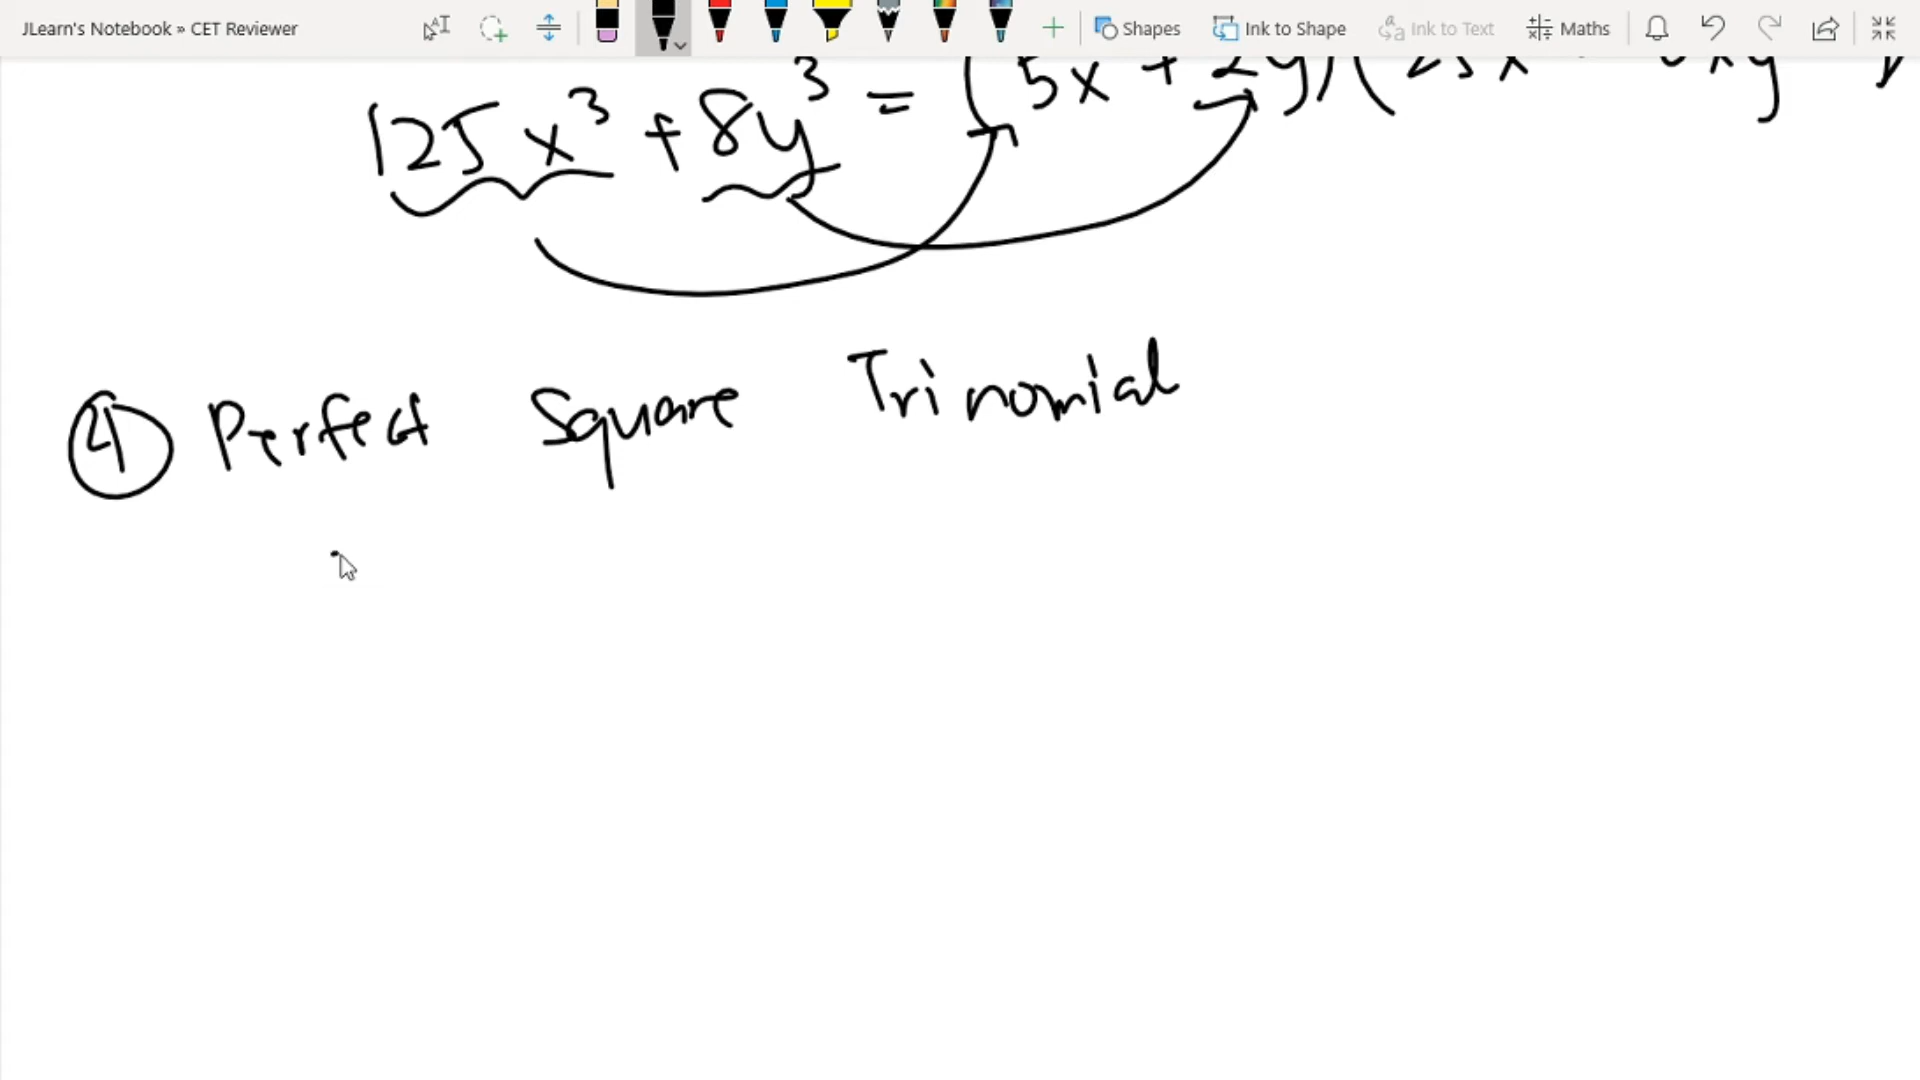 JLearn's Notebook » CET Reviewer Shapes Ink to Shape Ink to Text Maths
125x³ + 8y³ = (5x + 2y)(25x
④ Perfect Square Trinomial